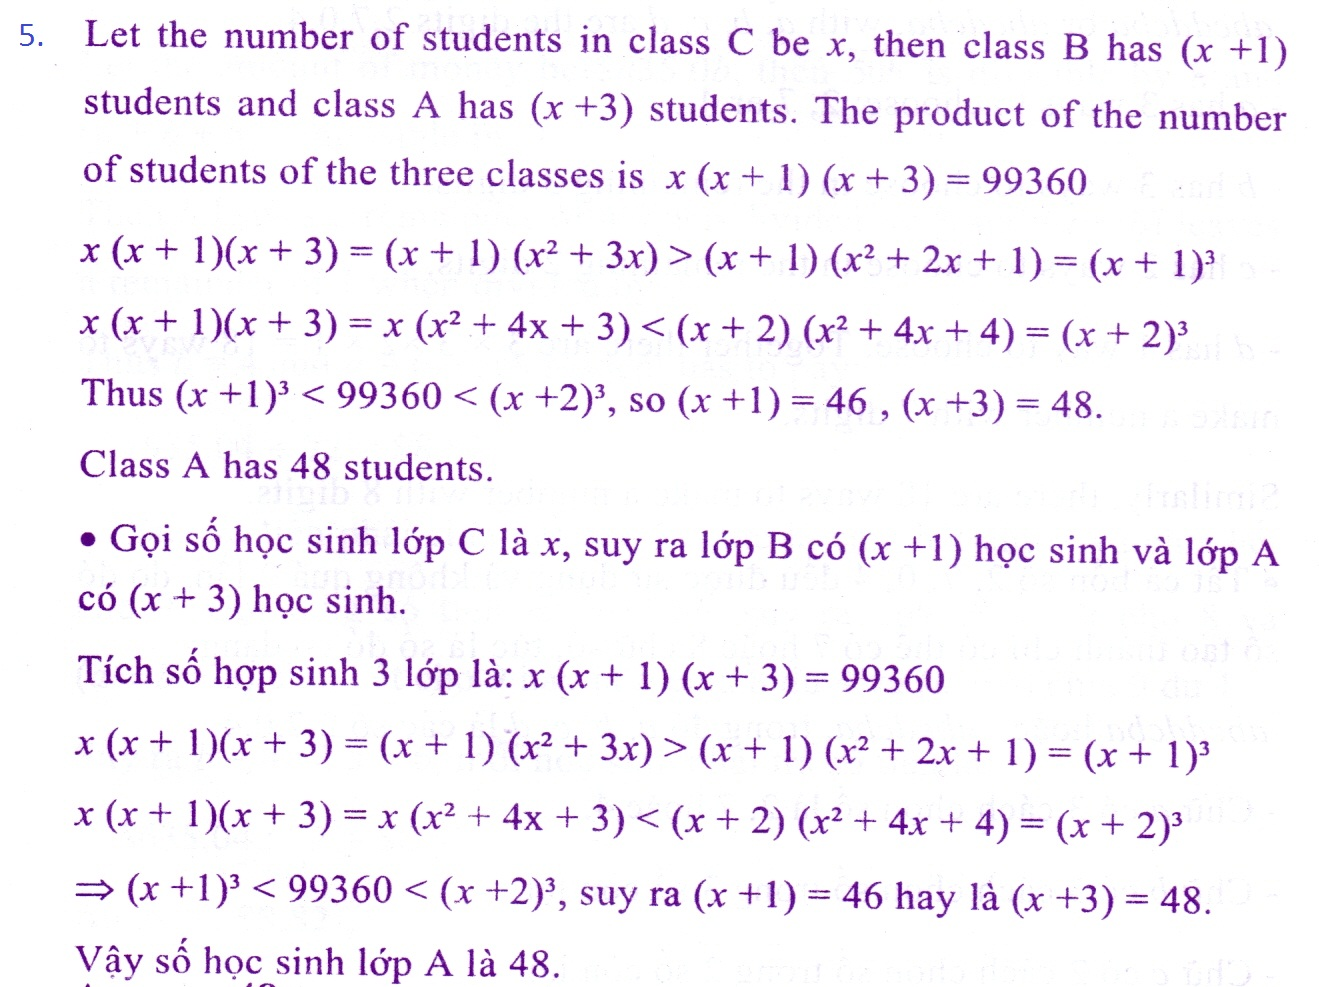 5. Let the number of students in class C be x, then class B has (x +1)
students and class A has (x +3) students. The product of the number
of students of the three classes is x (x + 1) (x + 3) = 99360
x (x + 1)(x + 3) = (x + 1) (x² + 3x) > (x + 1) (x² + 2x + 1) = (x + 1)³
x (x + 1)(x + 3) = x (x² + 4x + 3) < (x + 2) (x² + 4x + 4) = (x + 2)³
Thus (x +1)³ < 99360 < (x +2)³, so (x +1) = 46 , (x +3) = 48.
Class A has 48 students.
• Gọi số học sinh lớp C là x, suy ra lớp B có (x +1) học sinh và lớp A
có (x + 3) học sinh.
Tích số hợp sinh 3 lớp là: x (x + 1) (x + 3) = 99360
x (x + 1)(x + 3) = (x + 1) (x² + 3x) > (x + 1) (x² + 2x + 1) = (x + 1)³
x (x + 1)(x + 3) = x (x² + 4x + 3) < (x + 2) (x² + 4x + 4) = (x + 2)³
⇒ (x +1)³ < 99360 < (x +2)³, suy ra (x +1) = 46 hay là (x +3) = 48.
Vậy số học sinh lớp A là 48.